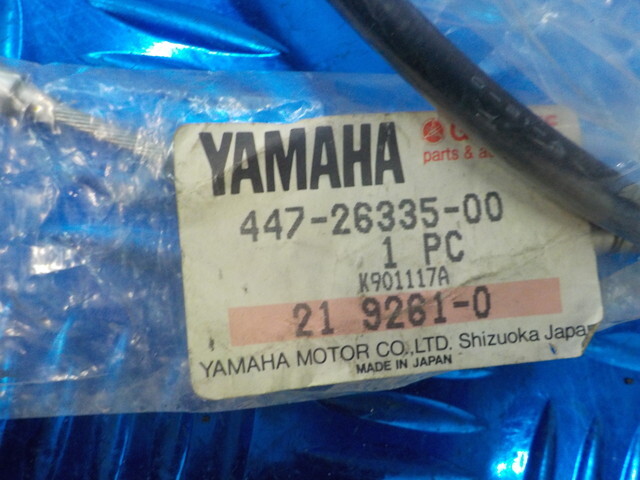 YAMAHA
parts & a
447-26335-00
1 PC
K901117A
21 9261-0
YAMAHA MOTOR CO.,LTD. Shizuoka Japa
MADE IN JAPAN